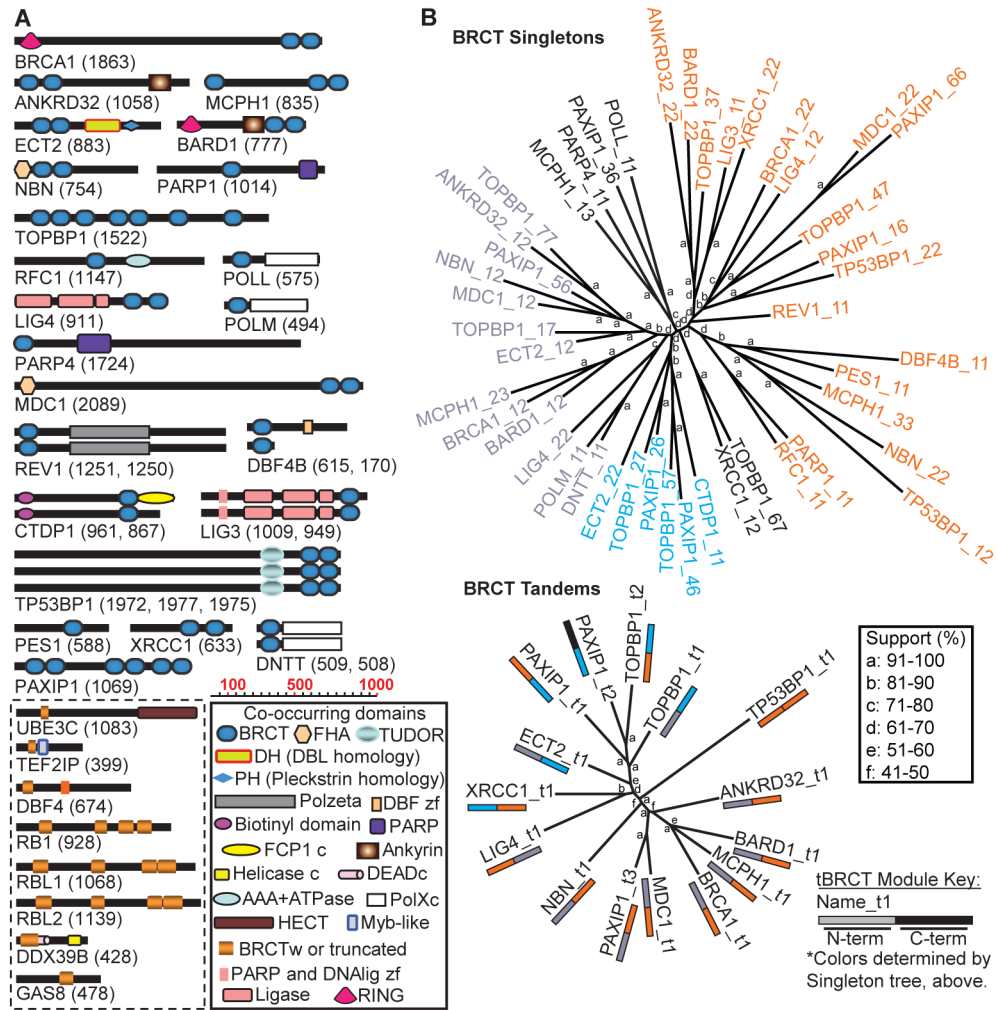 A
BRCA1 (1863)
ANKRD32 (1058)
MCPH1 (835)
ECT2 (883)
BARD1 (777)
NBN (754)
PARP1 (1014)
TOPBP1 (1522)
RFC1 (1147)
POLL (575)
LIG4 (911)
POLM (494)
PARP4 (1724)
MDC1 (2089)
REV1 (1251, 1250)
DBF4B (615, 170)
CTDP1 (961, 867)
LIG3 (1009, 949)
TP53BP1 (1972, 1977, 1975)
PES1 (588)
XRCC1 (633)
DNTT (509, 508)
PAXIP1 (1069)
100 500 1000
UBE3C (1083)
TEF2IP (399)
DBF4 (674)
RB1 (928)
RBL1 (1068)
RBL2 (1139)
DDX39B (428)
GAS8 (478)
Co-occurring domains
BRCT FHA TUDOR
DH (DBL homology)
PH (Pleckstrin homology)
Polzeta DBF zf
Biotinyl domain PARP
FCP1 c Ankyrin
Helicase c DEADc
AAA+ATPase PolXc
HECT Myb-like
BRCTw or truncated
PARP and DNAlig zf
Ligase RING
B
BRCT Singletons
ANKRD32_22
BARD1_22
TOPBP1_37
LIG3_11
XRCC1_22
BRCA1_22
LIG4_12
MDC1_22
PAXIP1_66
TOPBP1_47
PAXIP1_16
TP53BP1_22
REV1_11
DBF4B_11
PES1_11
MCPH1_33
NBN_22
TP53BP1_12
PARP1_11
RFC1_11
TOPBP1_67
XRCC1_12
CTDP1_11
PAXIP1_46
TOPBP1_57
PAXIP1_26
TOPBP1_27
ECT2_22
DNTT_11
POLM_11
LIG4_22
BARD1_12
BRCA1_12
MCPH1_23
ECT2_12
TOPBP1_17
MDC1_12
NBN_12
PAXIP1_56
ANKRD32_12
TOPBP1_77
MCPH1_13
PARP4_11
PAXIP1_36
POLL_11
BRCT Tandems
TOPBP1_t2
PAXIP1_t2
PAXIP1_t1
TOPBP1_t1
TP53BP1_t1
ECT2_t1
XRCC1_t1
ANKRD32_t1
LIG4_t1
BARD1_t1
MCPH1_t1
NBN_t1
PAXIP1_t3
MDC1_t1
BRCA1_t1
Support (%)
a: 91-100
b: 81-90
c: 71-80
d: 61-70
e: 51-60
f: 41-50
tBRCT Module Key:
Name_t1
N-term C-term
*Colors determined by
Singleton tree, above.